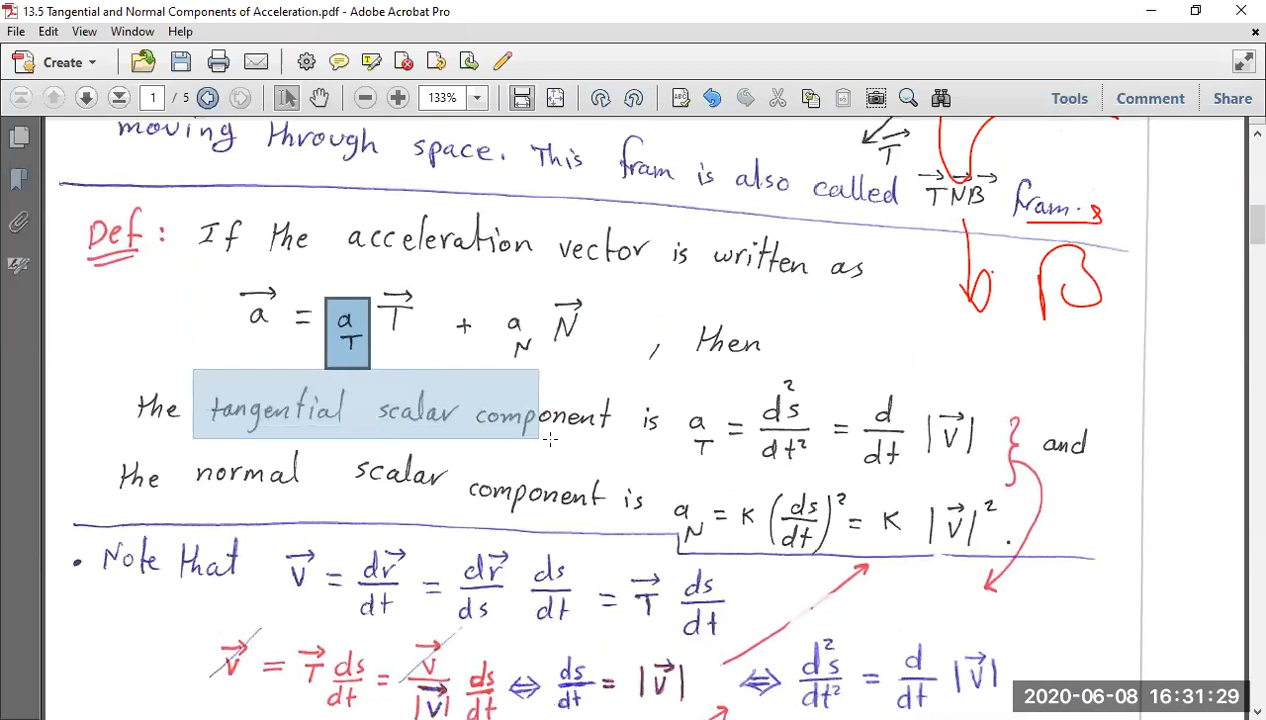 13.5 Tangential and Normal Components of Acceleration.pdf - Adobe Acrobat Pro
File Edit View Window Help
Create
1 / 5 133% Tools Comment Share
moving through space. This fram is also called TNB fram.
T
Def: If the acceleration vector is written as
B
a = a_T T + a_N N , then
the tangential scalar component is a_T = d²s/dt² = d/dt |v| } and
the normal scalar component is a_N = K (ds/dt)² = K |v|².
• Note that v = dr/dt = dr/ds ds/dt = T ds/dt
v = T ds/dt = v/|v| ds/dt ⇔ ds/dt = |v| ⇔ d²s/dt² = d/dt |v|
2020-06-08 16:31:29